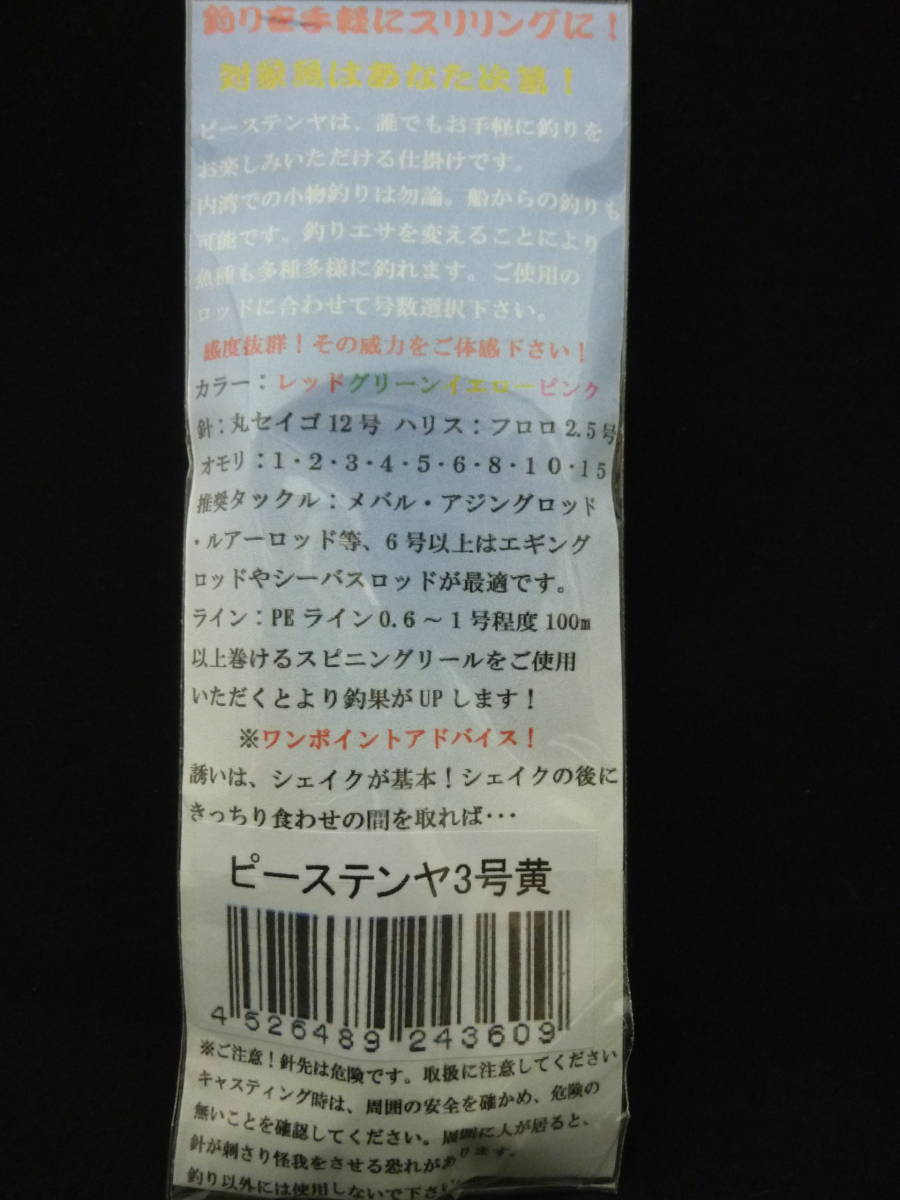 釣りを手軽にスリリングに！
対象魚はあなた次第！
ピーステンヤは、誰でもお手軽に釣りを
お楽しみいただける仕掛けです。
内湾での小物釣りは勿論。船からの釣りも
可能です。釣りエサを変えることにより
魚種も多種多様に釣れます。ご使用の
ロッドに合わせて号数選択下さい。
感度抜群！その威力をご体感下さい！
カラー：レッドグリーンイエローピンク
針：丸セイゴ12号 ハリス：フロロ2.5号
オモリ：1・2・3・4・5・6・8・10・15
推奨タックル：メバル・アジングロッド
・ルアーロッド等、6号以上はエギング
ロッドやシーバスロッドが最適です。
ライン：PEライン0.6～1号程度100m
以上巻けるスピニングリールをご使用
いただくとより釣果がUPします！
※ワンポイントアドバイス！
誘いは、シェイクが基本！シェイクの後に
きっちり食わせの間を取れば・・・
ピーステンヤ3号黄
4 526489 243609
※ご注意！針先は危険です。取扱に注意してください
キャスティング時は、周囲の安全を確かめ、危険の
無いことを確認してください。周囲に人が居ると、
針が刺さり怪我をさせる恐れがあります。
釣り以外には使用しないで下さい